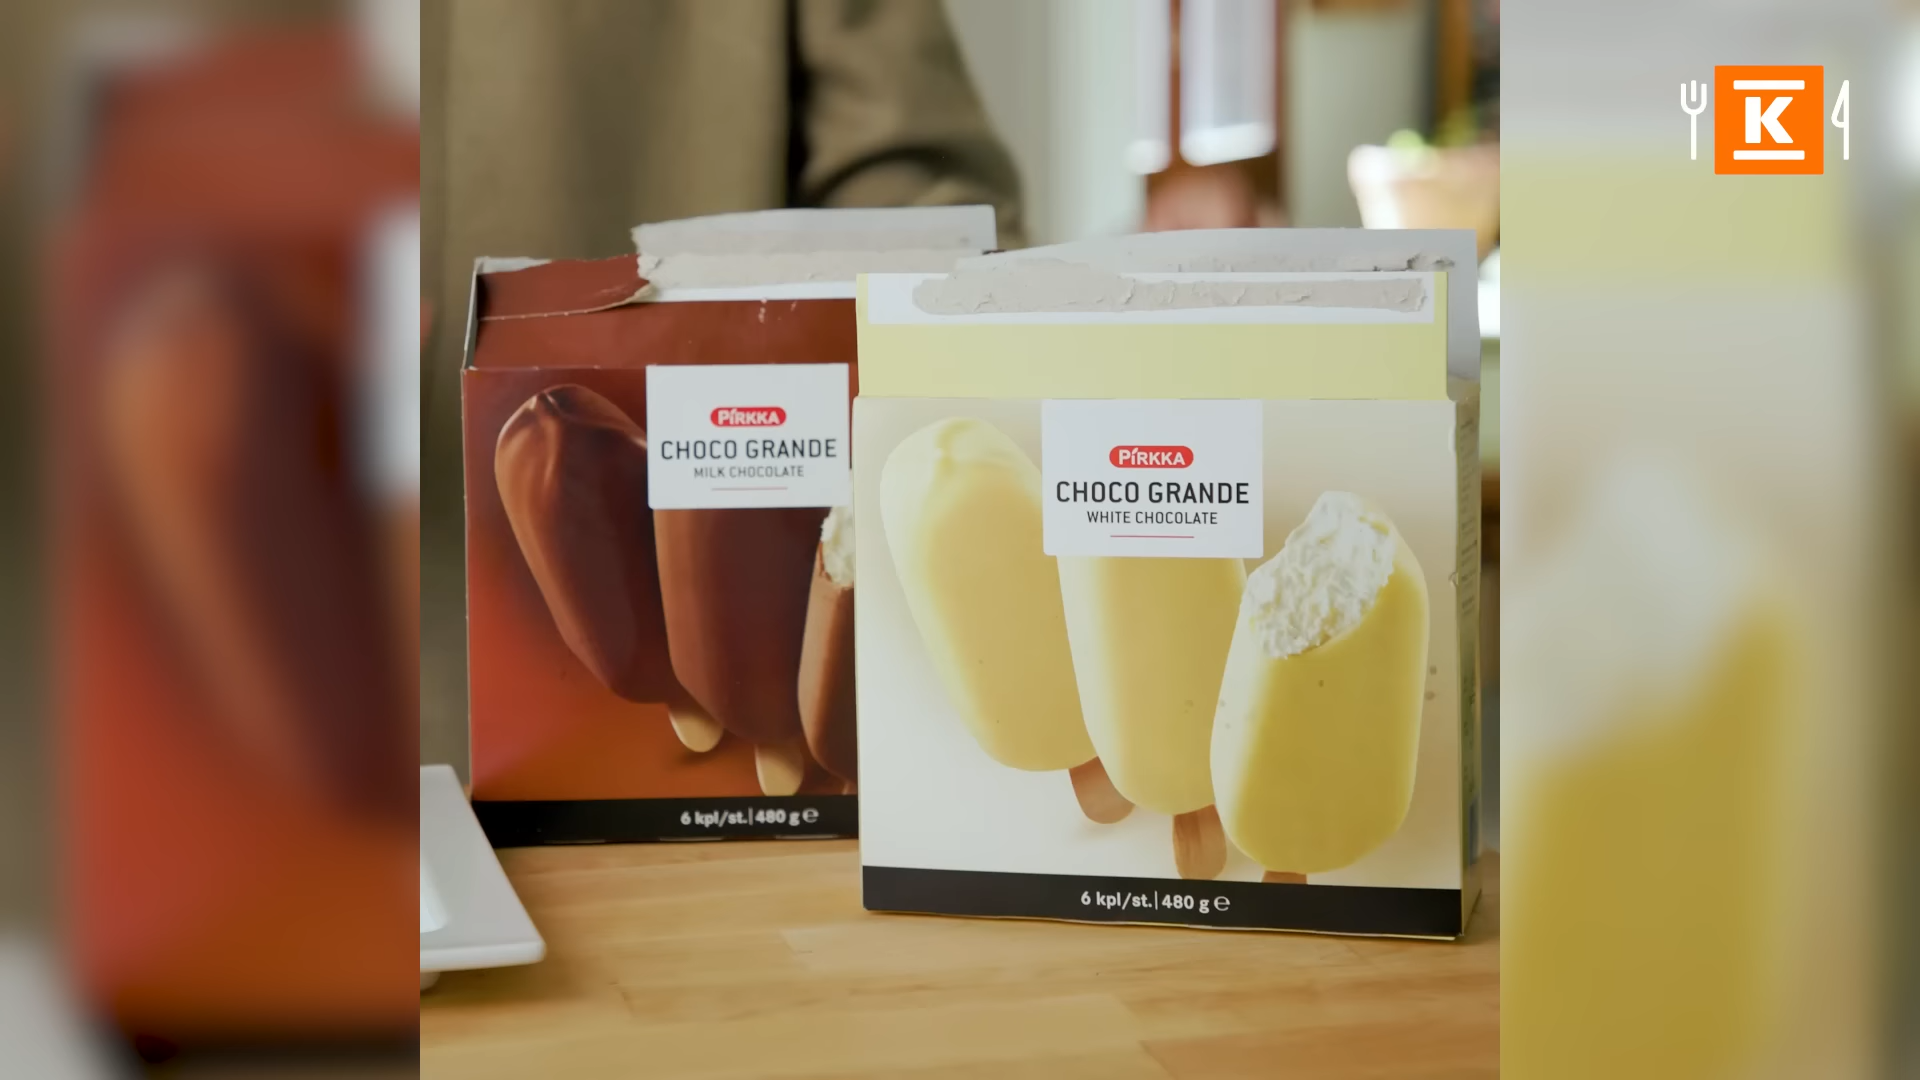 PIRKKA
CHOCO GRANDE
MILK CHOCOLATE
6 kpl/st.|480 g ℮
PIRKKA
CHOCO GRANDE
WHITE CHOCOLATE
6 kpl/st.|480 g ℮
K